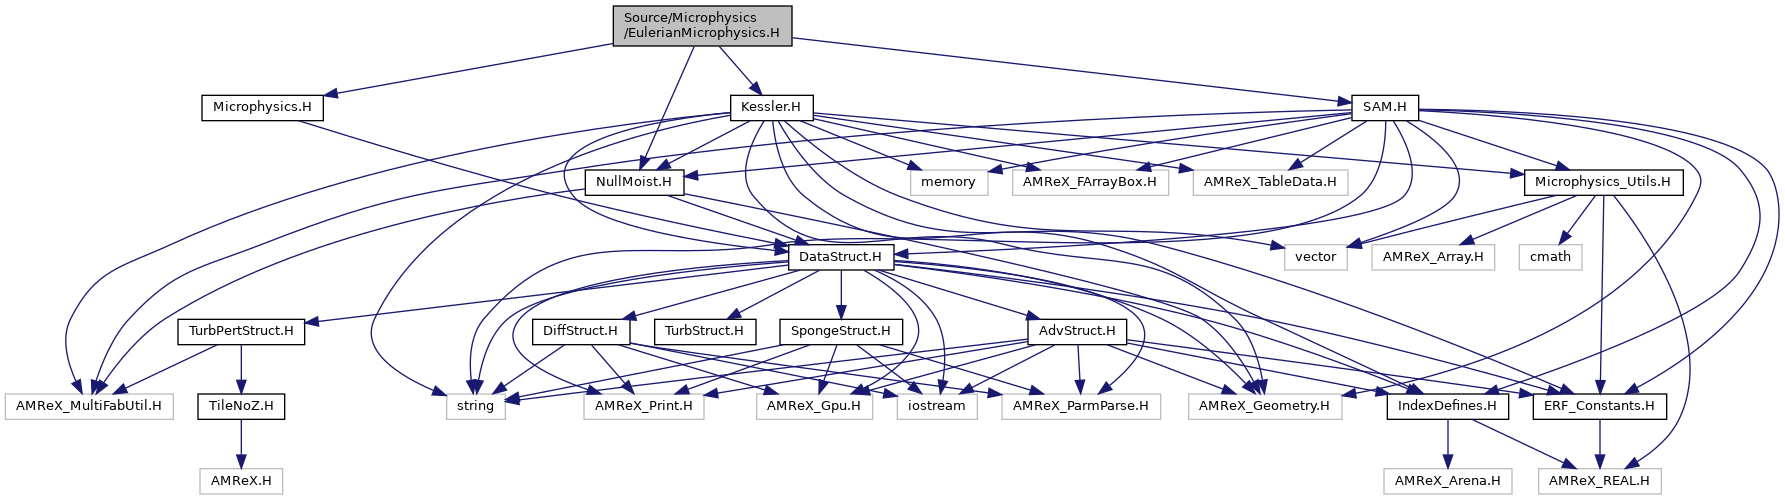 Source/Microphysics
/EulerianMicrophysics.H
Microphysics.H
Kessler.H
SAM.H
NullMoist.H
memory
AMReX_FArrayBox.H
AMReX_TableData.H
Microphysics_Utils.H
DataStruct.H
vector
AMReX_Array.H
cmath
TurbPertStruct.H
DiffStruct.H
TurbStruct.H
SpongeStruct.H
AdvStruct.H
AMReX_MultiFabUtil.H
TileNoZ.H
string
AMReX_Print.H
AMReX_Gpu.H
iostream
AMReX_ParmParse.H
AMReX_Geometry.H
IndexDefines.H
ERF_Constants.H
AMReX.H
AMReX_Arena.H
AMReX_REAL.H